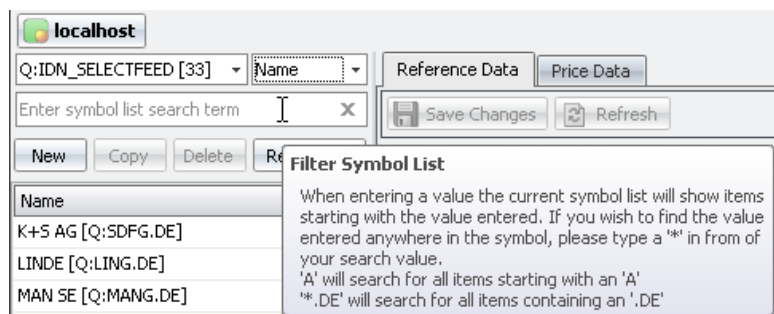 localhost
Q:IDN_SELECTFEED [33] Name Reference Data Price Data
Enter symbol list search term x Save Changes Refresh
New Copy Delete
Filter Symbol List
When entering a value the current symbol list will show items
starting with the value entered. If you wish to find the value
entered anywhere in the symbol, please type a '*' in from of
your search value.
'A' will search for all items starting with an 'A'
'*.DE' will search for all items containing an '.DE'
Name
K+S AG [Q:SDFG.DE]
LINDE [Q:LING.DE]
MAN SE [Q:MANG.DE]